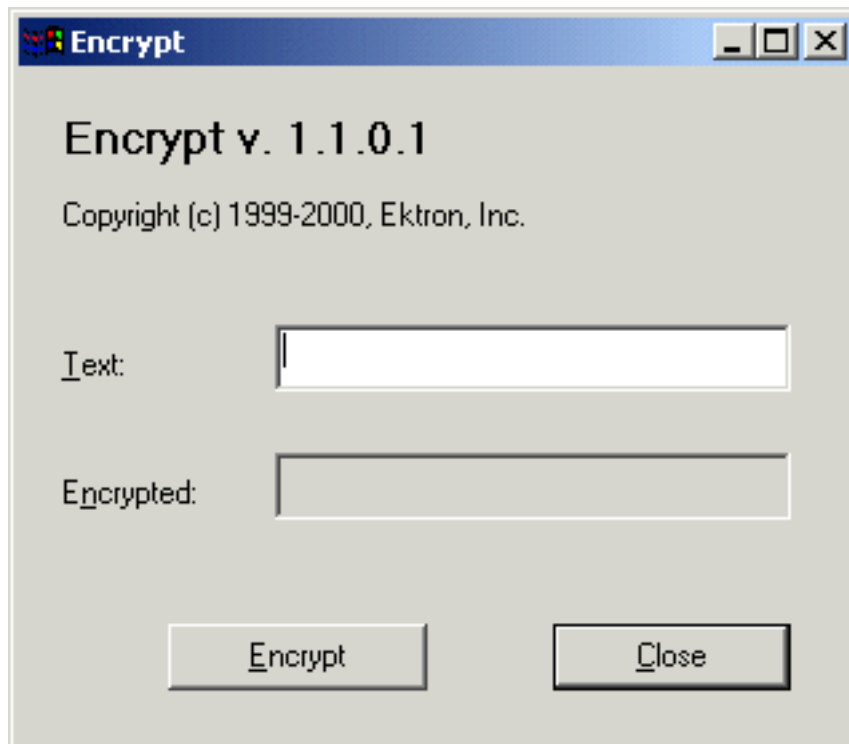 Encrypt
Encrypt v. 1.1.0.1
Copyright (c) 1999-2000, Ektron, Inc.
Text:
Encrypted:
Encrypt Close